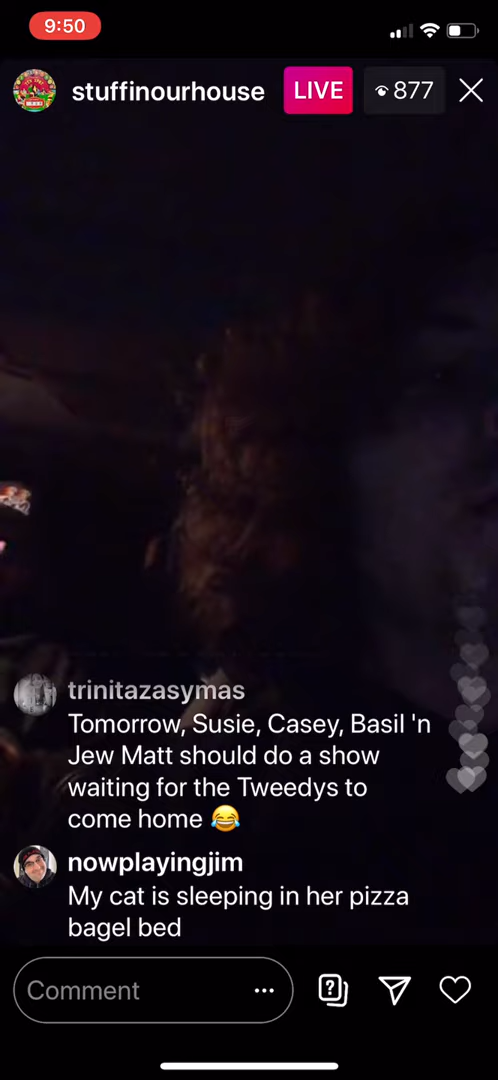 9:50
stuffinourhouse LIVE 877
trinitazasymas
Tomorrow, Susie, Casey, Basil 'n
Jew Matt should do a show
waiting for the Tweedys to
come home 😂
nowplayingjim
My cat is sleeping in her pizza
bagel bed
Comment